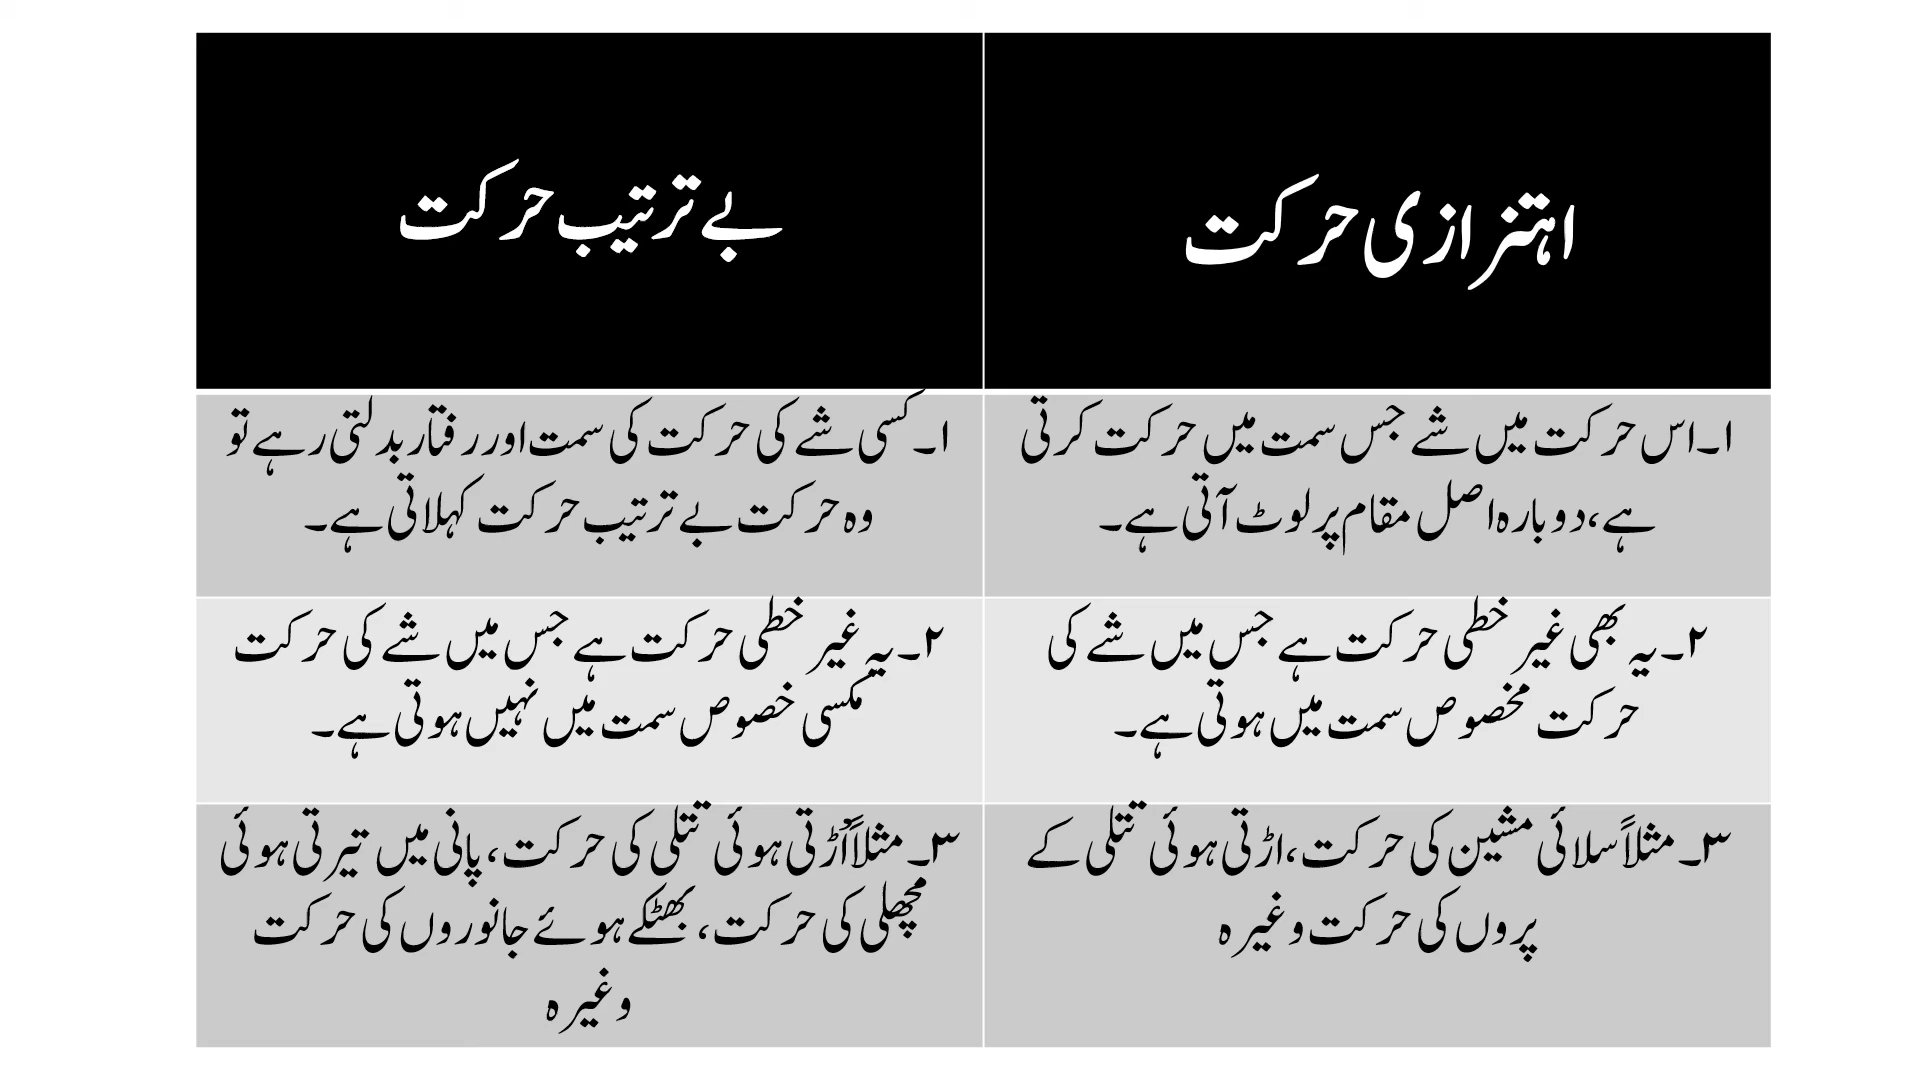 اہتزازی حرکت
بے ترتیب حرکت
۱۔اس حرکت میں شے جس سمت میں حرکت کرتی
ہے،دوبارہ اصل مقام پر لوٹ آتی ہے۔
۱۔کسی شے کی حرکت کی سمت اور رفتار بدلتی رہے تو
وہ حرکت بے ترتیب حرکت کہلاتی ہے۔
۲۔یہ بھی غیر خطی حرکت ہے جس میں شے کی
حرکت مخصوص سمت میں ہوتی ہے۔
۲۔یہ غیر خطی حرکت ہے جس میں شے کی حرکت
مکسی خصوص سمت میں نہیں ہوتی ہے۔
۳۔مثلاً سلائی مشین کی حرکت،اڑتی ہوئی تتلی کے
پروں کی حرکت وغیرہ
۳۔مثلاً اُڑتی ہوئی تتلی کی حرکت، پانی میں تیرتی ہوئی
مچھلی کی حرکت، بھٹکے ہوئے جانوروں کی حرکت
وغیرہ